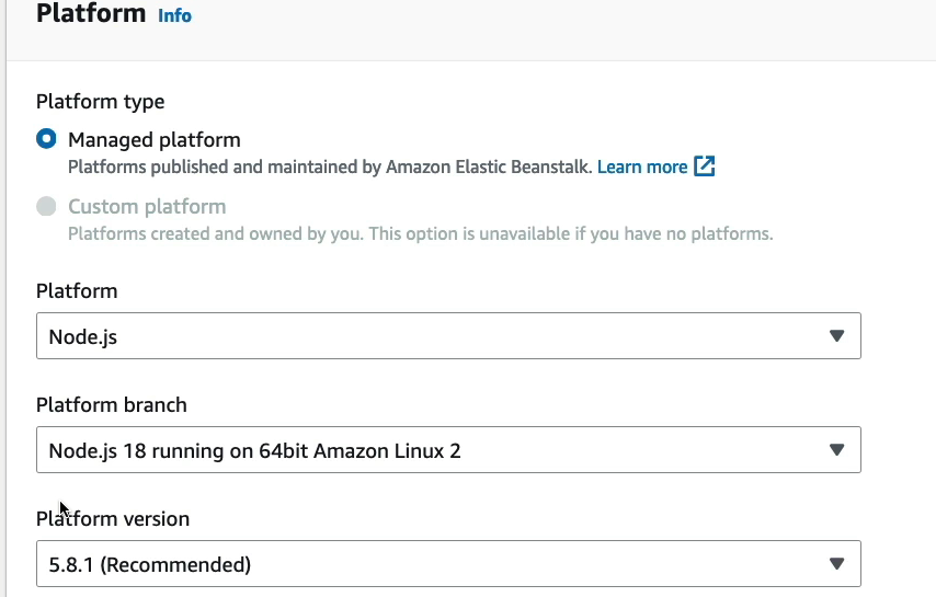 Platform Info
Platform type
Managed platform
Platforms published and maintained by Amazon Elastic Beanstalk. Learn more
Custom platform
Platforms created and owned by you. This option is unavailable if you have no platforms.
Platform
Node.js
Platform branch
Node.js 18 running on 64bit Amazon Linux 2
Platform version
5.8.1 (Recommended)